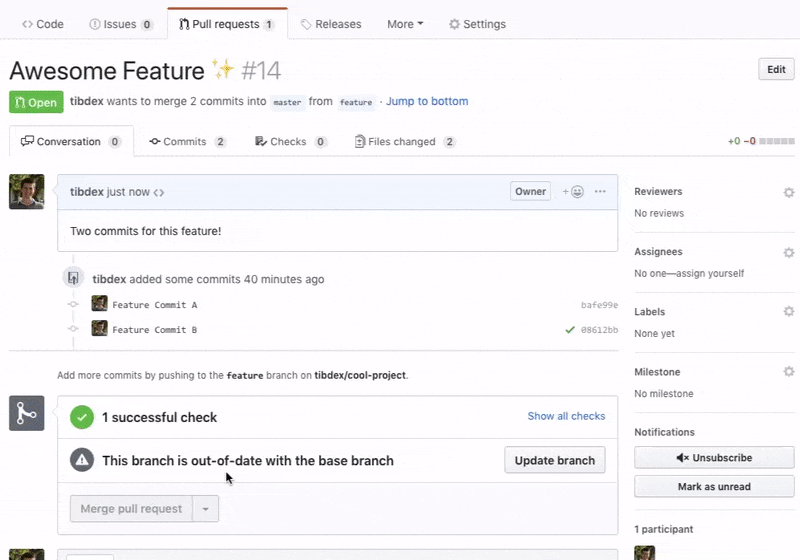 Code Issues 0 Pull requests 1 Releases More Settings
Awesome Feature ✨ #14 Edit
Open tibdex wants to merge 2 commits into master from feature · Jump to bottom
Conversation 0 Commits 2 Checks 0 Files changed 2 +0 −0
tibdex just now Owner
Two commits for this feature!
tibdex added some commits 40 minutes ago
Feature Commit A bafe99e
Feature Commit B 08612bb
Add more commits by pushing to the feature branch on tibdex/cool-project.
1 successful check Show all checks
This branch is out-of-date with the base branch Update branch
Merge pull request
Reviewers
No reviews
Assignees
No one—assign yourself
Labels
None yet
Milestone
No milestone
Notifications
Unsubscribe
Mark as unread
1 participant